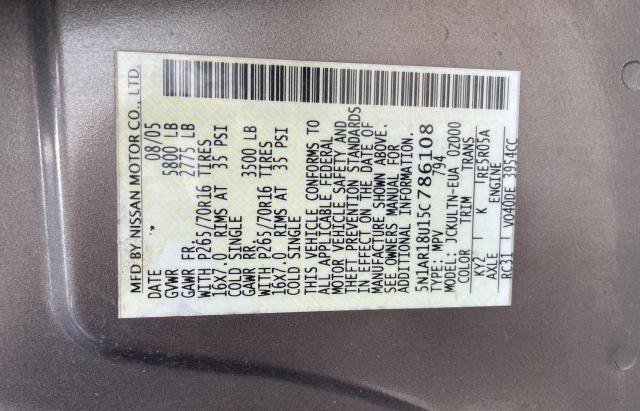 MFD BY NISSAN MOTOR CO., LTD.
DATE 08/05
GVWR 5800 LB
GAWR FR. 2775 LB
WITH P265/70R16 TIRES
16X7.0 RIMS AT 35 PSI
COLD SINGLE
GAWR RR. 3500 LB
WITH P265/70R16 TIRES
16X7.0 RIMS AT 35 PSI
COLD SINGLE
THIS VEHICLE CONFORMS TO
ALL APPLICABLE FEDERAL
MOTOR VEHICLE SAFETY AND
THEFT PREVENTION STANDARDS
IN EFFECT ON THE DATE OF
MANUFACTURE SHOWN ABOVE.
SEE OWNERS MANUAL FOR
ADDITIONAL INFORMATION.
5N1AR18U15C786108
TYPE: MPV 794
MODEL: JCKULTN-EUA 0Z000
COLOR TRIM TRANS
KY2 K RE5R05A
AXLE ENGINE
RC31 VQ40DE 3954CC